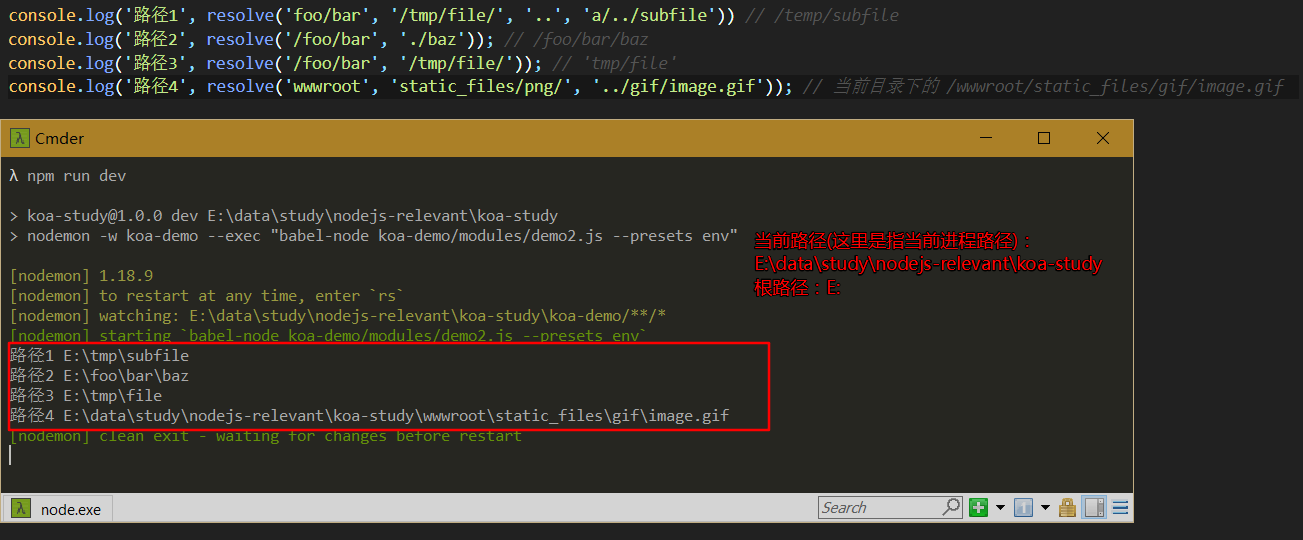 console.log('路径1', resolve('foo/bar', '/tmp/file/', '..', 'a/../subfile')) // /temp/subfile
console.log('路径2', resolve('/foo/bar', './baz')); // /foo/bar/baz
console.log('路径3', resolve('/foo/bar', '/tmp/file/')); // 'tmp/file'
console.log('路径4', resolve('wwwroot', 'static_files/png/', '../gif/image.gif')); // 当前目录下的 /wwwroot/static_files/gif/image.gif
λ Cmder
λ npm run dev
> koa-study@1.0.0 dev E:\data\study\nodejs-relevant\koa-study
> nodemon -w koa-demo --exec "babel-node koa-demo/modules/demo2.js --presets env"
当前路径(这里是指当前进程路径)：
E:\data\study\nodejs-relevant\koa-study
根路径：E:
[nodemon] 1.18.9
[nodemon] to restart at any time, enter `rs`
[nodemon] watching: E:\data\study\nodejs-relevant\koa-study\koa-demo/**/*
[nodemon] starting `babel-node koa-demo/modules/demo2.js --presets env`
路径1 E:\tmp\subfile
路径2 E:\foo\bar\baz
路径3 E:\tmp\file
路径4 E:\data\study\nodejs-relevant\koa-study\wwwroot\static_files\gif\image.gif
[nodemon] clean exit - waiting for changes before restart
λ node.exe
Search